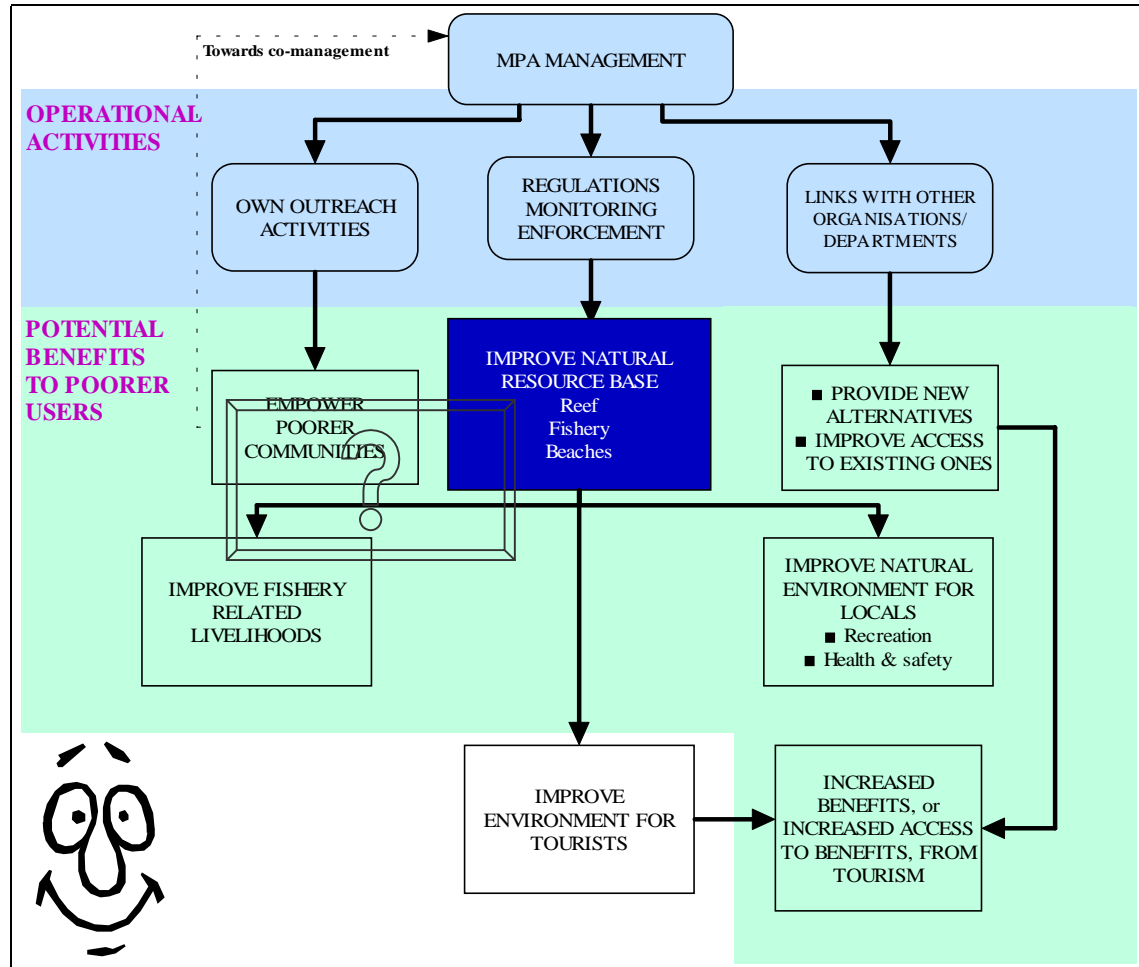 Towards co-management
MPA MANAGEMENT
OPERATIONAL
ACTIVITIES
OWN OUTREACH
ACTIVITIES
REGULATIONS
MONITORING
ENFORCEMENT
LINKS WITH OTHER
ORGANISATIONS/
DEPARTMENTS
POTENTIAL
BENEFITS
TO POORER
USERS
EMPOWER
POORER
COMMUNITIES
?
IMPROVE NATURAL
RESOURCE BASE
Reef
Fishery
Beaches
■ PROVIDE NEW
ALTERNATIVES
■ IMPROVE ACCESS
TO EXISTING ONES
IMPROVE FISHERY
RELATED
LIVELIHOODS
IMPROVE NATURAL
ENVIRONMENT FOR
LOCALS
■ Recreation
■ Health & safety
IMPROVE
ENVIRONMENT FOR
TOURISTS
INCREASED
BENEFITS, or
INCREASED ACCESS
TO BENEFITS, FROM
TOURISM